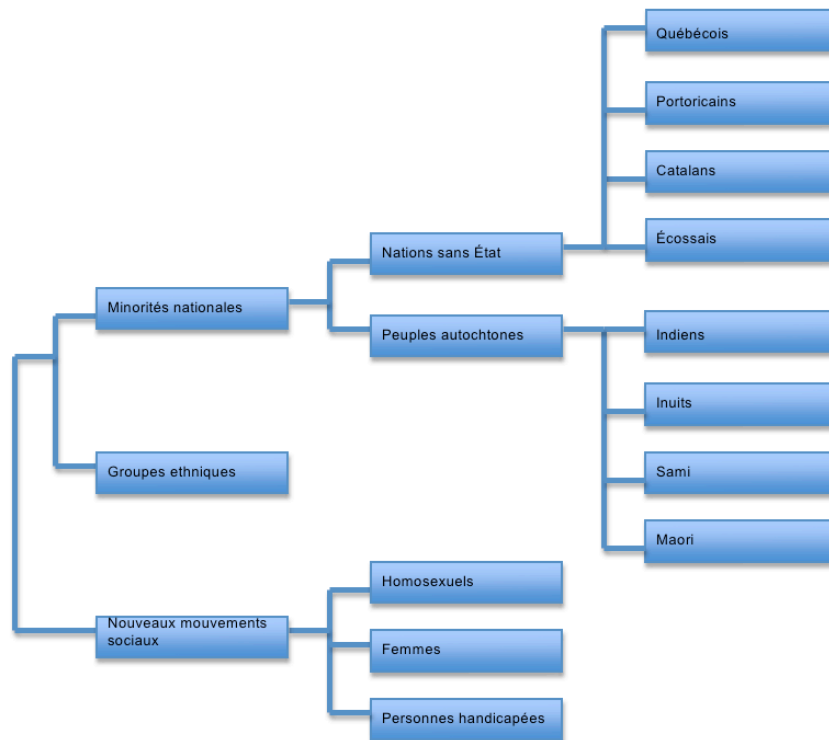 Québécois
Portoricains
Catalans
Écossais
Nations sans État
Minorités nationales
Peuples autochtones
Indiens
Inuits
Sami
Maori
Groupes ethniques
Nouveaux mouvements
sociaux
Homosexuels
Femmes
Personnes handicapées